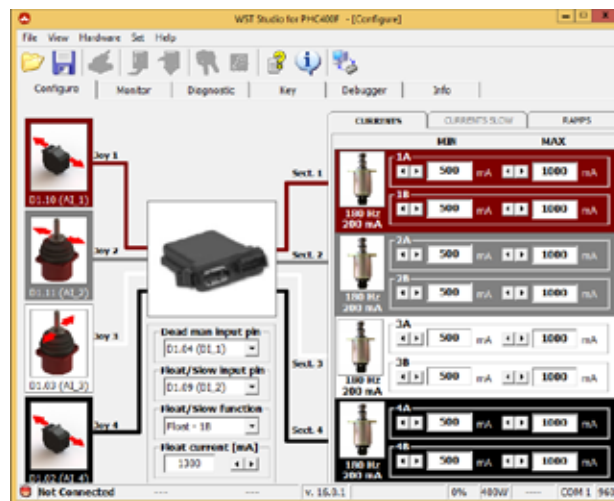 WST Studio for PHC400F - [Configure]
File View Hardware Set Help
Configure Monitor Diagnostic Key Debugger Info
CURRENTS CURRENTS SLOW RAMPS
MIN MAX
Joy 1
D1.10 (AI_1)
Joy 2
D1.11 (AI_2)
Joy 3
D1.03 (AI_3)
Joy 4
D1.02 (AI_4)
Dead man input pin
D1.04 (DI_1)
Float/Slow input pin
D1.09 (DI_2)
Float/Slow function
Float - 1B
Float current [mA]
1300
Sect. 1
180 Hz
200 mA
1A
500 mA 1000 mA
1B
500 mA 1000 mA
Sect. 2
180 Hz
200 mA
2A
500 mA 1000 mA
2B
500 mA 1000 mA
Sect. 3
180 Hz
200 mA
3A
500 mA 1000 mA
3B
500 mA 1000 mA
Sect. 4
180 Hz
200 mA
4A
500 mA 1000 mA
4B
500 mA 1000 mA
Not Connected --- --- v. 16.0.1 0% 480W ---- COM 1